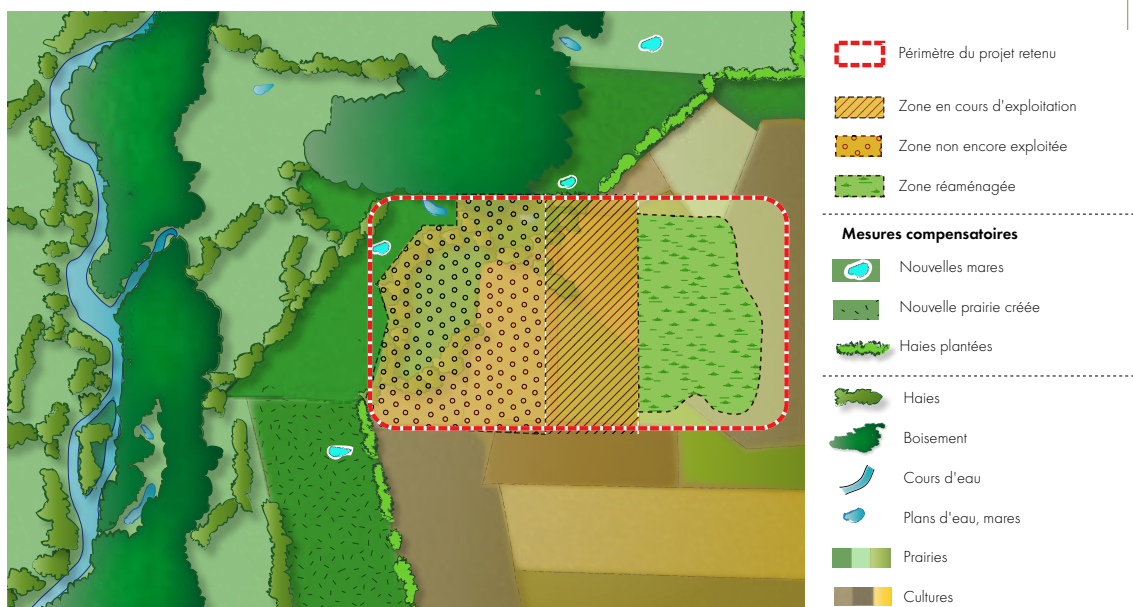 Périmètre du projet retenu
Zone en cours d'exploitation
Zone non encore exploitée
Zone réaménagée
Mesures compensatoires
Nouvelles mares
Nouvelle prairie créée
Haies plantées
Haies
Boisement
Cours d'eau
Plans d'eau, mares
Prairies
Cultures